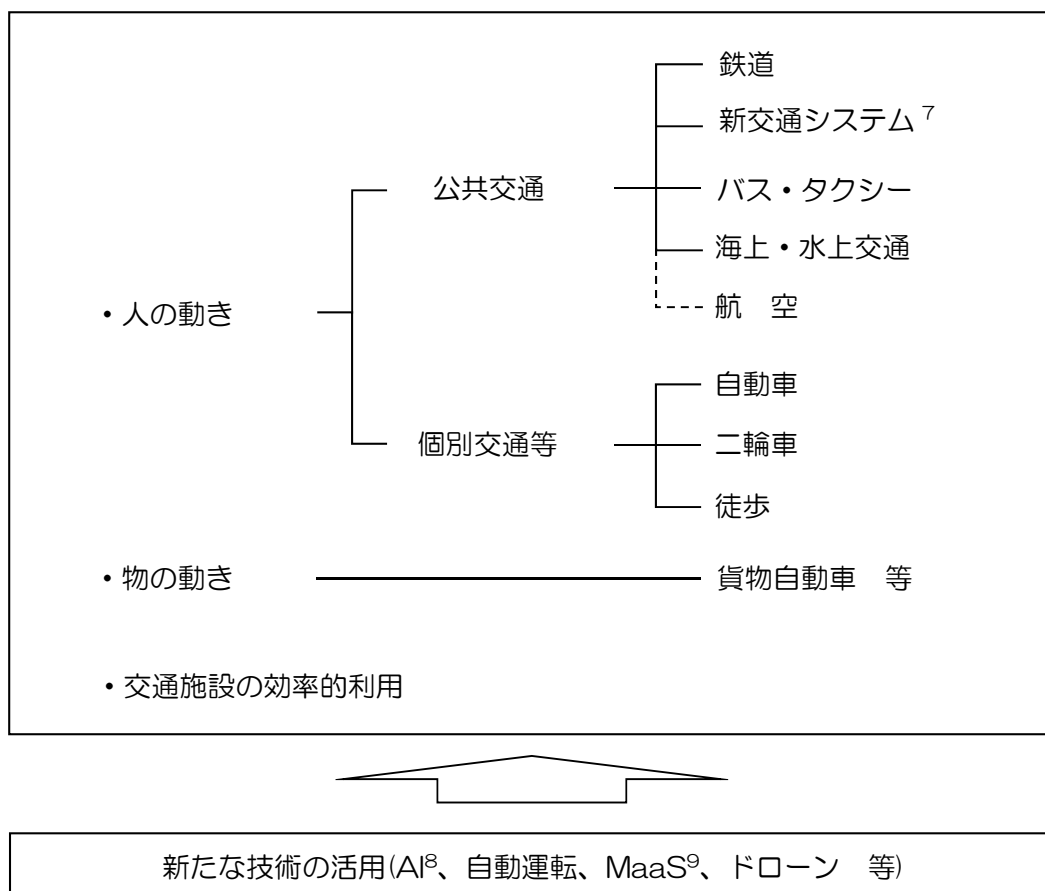 鉄道
新交通システム⁷
公共交通
バス・タクシー
海上・水上交通
・人の動き
航　空
自動車
個別交通等
二輪車
徒歩
・物の動き
貨物自動車　等
・交通施設の効率的利用
新たな技術の活用(AI⁸、自動運転、MaaS⁹、ドローン　等)